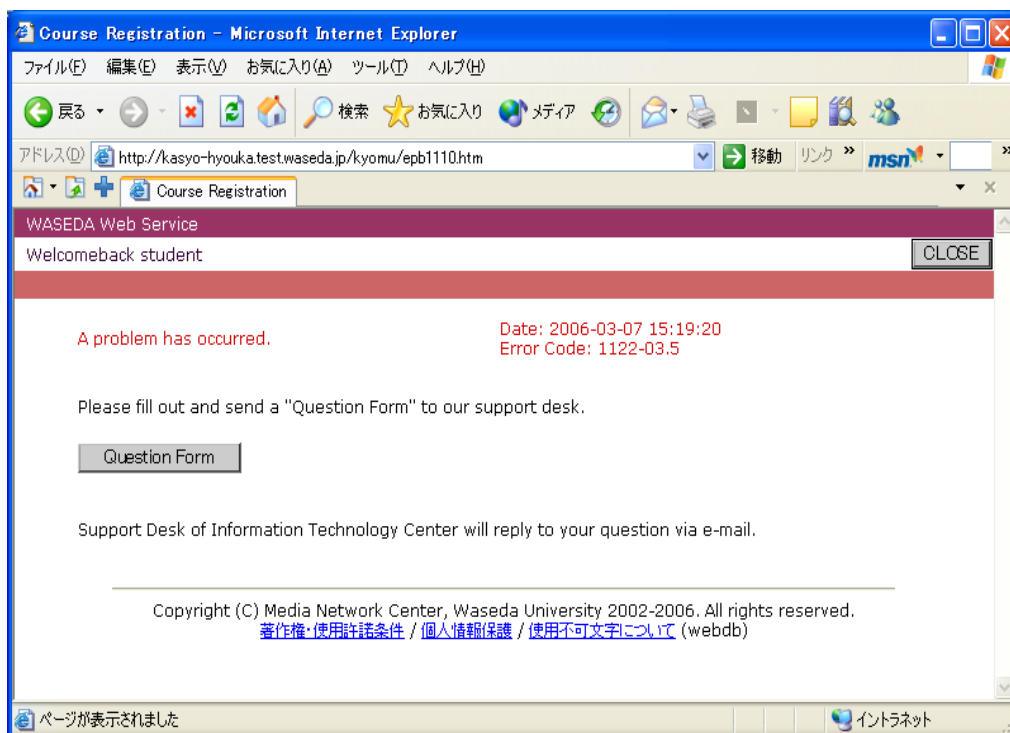 Course Registration - Microsoft Internet Explorer
ファイル(F) 編集(E) 表示(V) お気に入り(A) ツール(T) ヘルプ(H)
戻る 検索 お気に入り メディア
アドレス(D) http://kasyo-hyouka.test.waseda.jp/kyomu/epb1110.htm 移動 リンク » msn »
Course Registration
WASEDA Web Service
Welcomeback student CLOSE
A problem has occurred.
Date: 2006-03-07 15:19:20
Error Code: 1122-03.5
Please fill out and send a "Question Form" to our support desk.
Question Form
Support Desk of Information Technology Center will reply to your question via e-mail.
Copyright (C) Media Network Center, Waseda University 2002-2006. All rights reserved.
著作権・使用許諾条件 / 個人情報保護 / 使用不可文字について (webdb)
ページが表示されました イントラネット